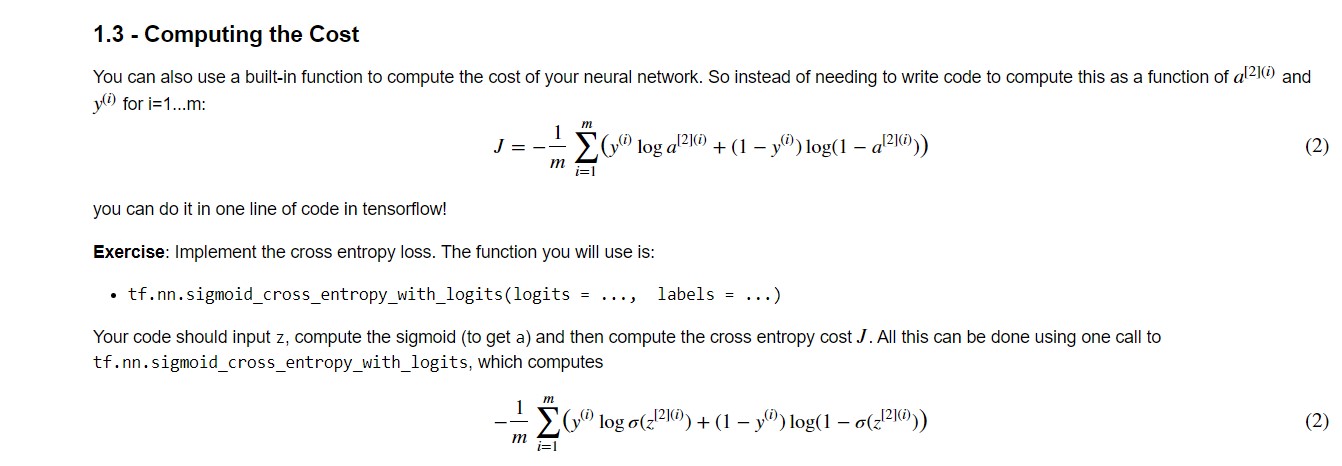 1.3 - Computing the Cost
You can also use a built-in function to compute the cost of your neural network. So instead of needing to write code to compute this as a function of a^{[2](i)} and
y^{(i)} for i=1...m:
J = -\frac{1}{m} \sum_{i=1}^{m} (y^{(i)} \log a^{[2](i)} + (1 - y^{(i)}) \log(1 - a^{[2](i)})) (2)
you can do it in one line of code in tensorflow!
Exercise: Implement the cross entropy loss. The function you will use is:
• tf.nn.sigmoid_cross_entropy_with_logits(logits = ..., labels = ...)
Your code should input z, compute the sigmoid (to get a) and then compute the cross entropy cost J. All this can be done using one call to
tf.nn.sigmoid_cross_entropy_with_logits, which computes
-\frac{1}{m} \sum_{i=1}^{m} (y^{(i)} \log \sigma(z^{[2](i)}) + (1 - y^{(i)}) \log(1 - \sigma(z^{[2](i)})) (2)